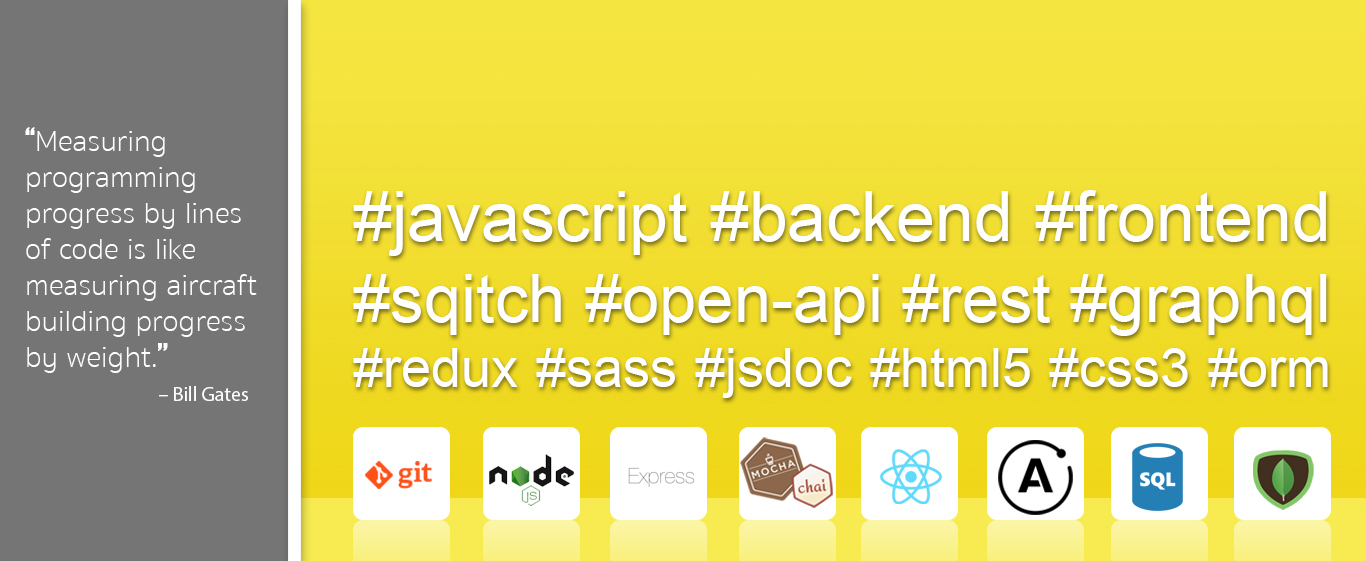 “Measuring
programming
progress by lines
of code is like
measuring aircraft
building progress
by weight.”
– Bill Gates
#javascript #backend #frontend
#sqitch #open-api #rest #graphql
#redux #sass #jsdoc #html5 #css3 #orm
git
node
JS
Express
MOCHA
chai
A
SQL